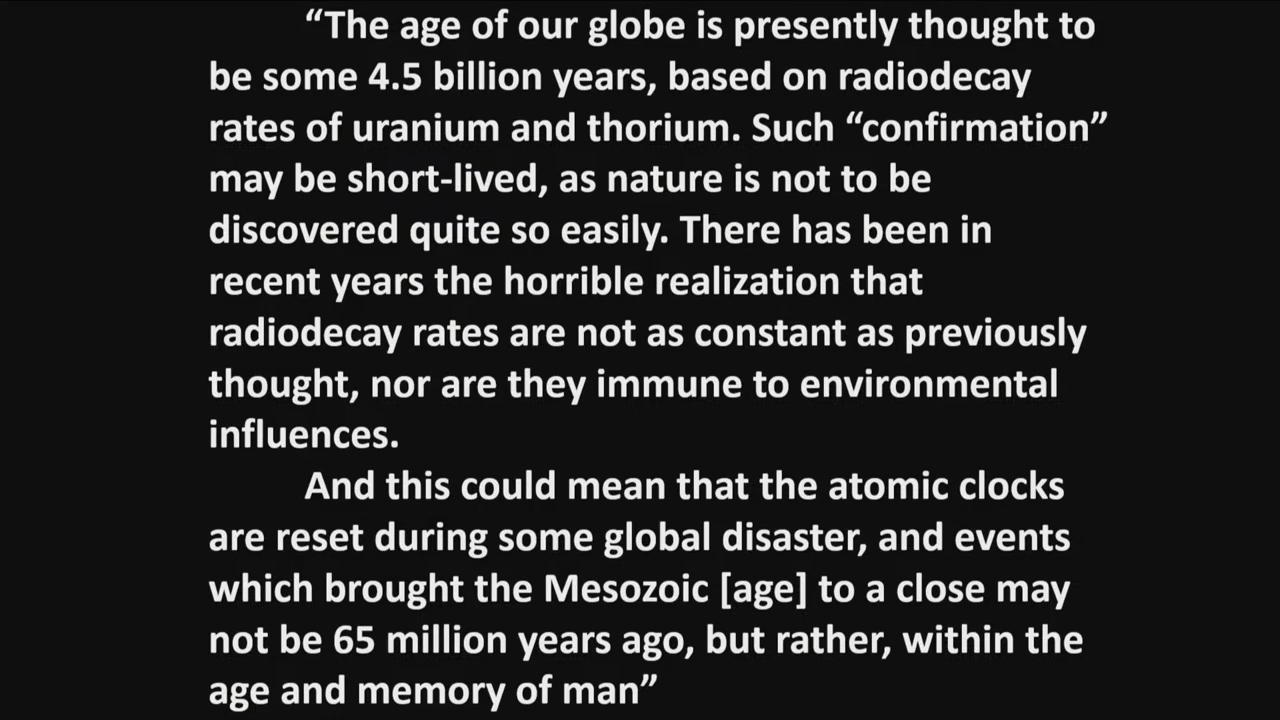 “The age of our globe is presently thought to
be some 4.5 billion years, based on radiodecay
rates of uranium and thorium. Such “confirmation”
may be short-lived, as nature is not to be
discovered quite so easily. There has been in
recent years the horrible realization that
radiodecay rates are not as constant as previously
thought, nor are they immune to environmental
influences.
And this could mean that the atomic clocks
are reset during some global disaster, and events
which brought the Mesozoic [age] to a close may
not be 65 million years ago, but rather, within the
age and memory of man”